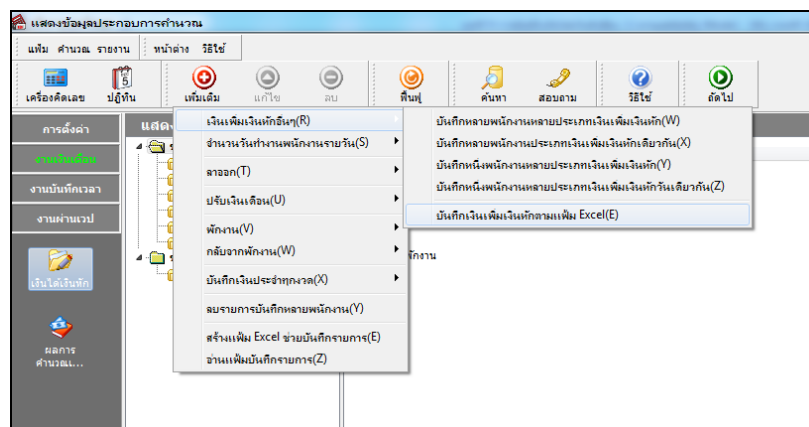 แสดงข้อมูลประกอบการคำนวณ
แฟ้ม คำนวณ รายงาน หน้าต่าง วิธีใช้
เครื่องคิดเลข ปฏิทิน เพิ่มเติม แก้ไข ลบ ฟื้นฟู ค้นหา สอบถาม วิธีใช้ ถัดไป
การตั้งค่า
งานเงินเดือน
งานบันทึกเวลา
งานผ่านเวป
เงินได้เงินหัก
ผลการ
คำนวณเ...
แสด
เงินเพิ่มเงินหักอื่นๆ(R)
จำนวนวันทำงานพนักงานรายวัน(S)
ลาออก(T)
ปรับเงินเดือน(U)
พักงาน(V)
กลับจากพักงาน(W)
บันทึกเงินประจำทุกงวด(X)
ลบรายการบันทึกหลายพนักงาน(Y)
สร้างแฟ้ม Excel ช่วยบันทึกรายการ(E)
อ่านแฟ้มบันทึกรายการ(Z)
บันทึกหลายพนักงานหลายประเภทเงินเพิ่มเงินหัก(W)
บันทึกหลายพนักงานประเภทเงินเพิ่มเงินหักเดียวกัน(X)
บันทึกหนึ่งพนักงานหลายประเภทเงินเพิ่มเงินหัก(Y)
บันทึกหนึ่งพนักงานหลายประเภทเงินเพิ่มเงินหักวันเดียวกัน(Z)
บันทึกเงินเพิ่มเงินหักตามแฟ้ม Excel(E)
พักงาน